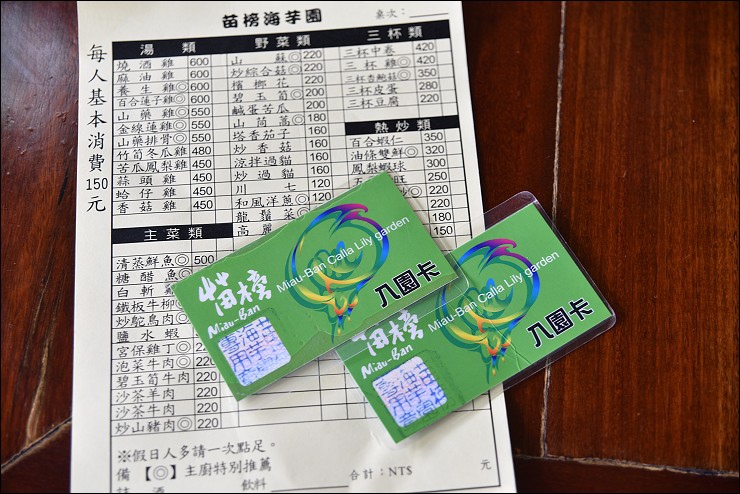 苗榜海芋園
桌次：
每人基本消費150元
湯類
燒酒雞 600
麻油雞 600
養生雞◎ 600
百合蓮子雞◎ 600
山藥雞◎ 550
金線蓮雞◎ 550
山藥排骨◎ 550
竹筍冬瓜雞 480
苦瓜鳳梨雞 450
蒜頭雞 450
蛤仔雞 450
香菇雞 450
主菜類
清蒸鮮魚◎ 500
糖醋魚◎
白斬雞
鐵板牛柳◎
炒鴕鳥肉◎
鹽水蝦
宮保雞丁◎ 220
泡菜牛肉◎ 220
碧玉筍牛肉 220
沙茶羊肉 220
沙茶牛肉 220
炒山豬肉◎ 220
野菜類
山蘇◎ 220
炒綜合菇◎ 220
檳榔花 220
碧玉筍◎ 200
鹹蛋苦瓜 200
山茼蒿◎ 180
塔香茄子 160
炒香菇 160
涼拌過貓 160
炒過貓 160
川七 120
和風洋蔥◎ 120
龍鬚菜
高麗
三杯類
三杯中卷 420
三杯雞◎ 420
三杯杏鮑菇◎ 350
三杯皮蛋 280
三杯豆腐 220
熱炒類
百合蝦仁 350
油條雙鮮◎ 320
鳳梨蝦球 300
旺 250
220
220
180
150
苗榜
Miau-Ban
Miau-Ban Calla Lily garden
入園卡
苗榜
Miau-Ban
Miau-Ban Calla Lily garden
入園卡
※假日人多請一次點足。
備【◎】主廚特別推薦
註 酒 飲料
合計：NT$ 元